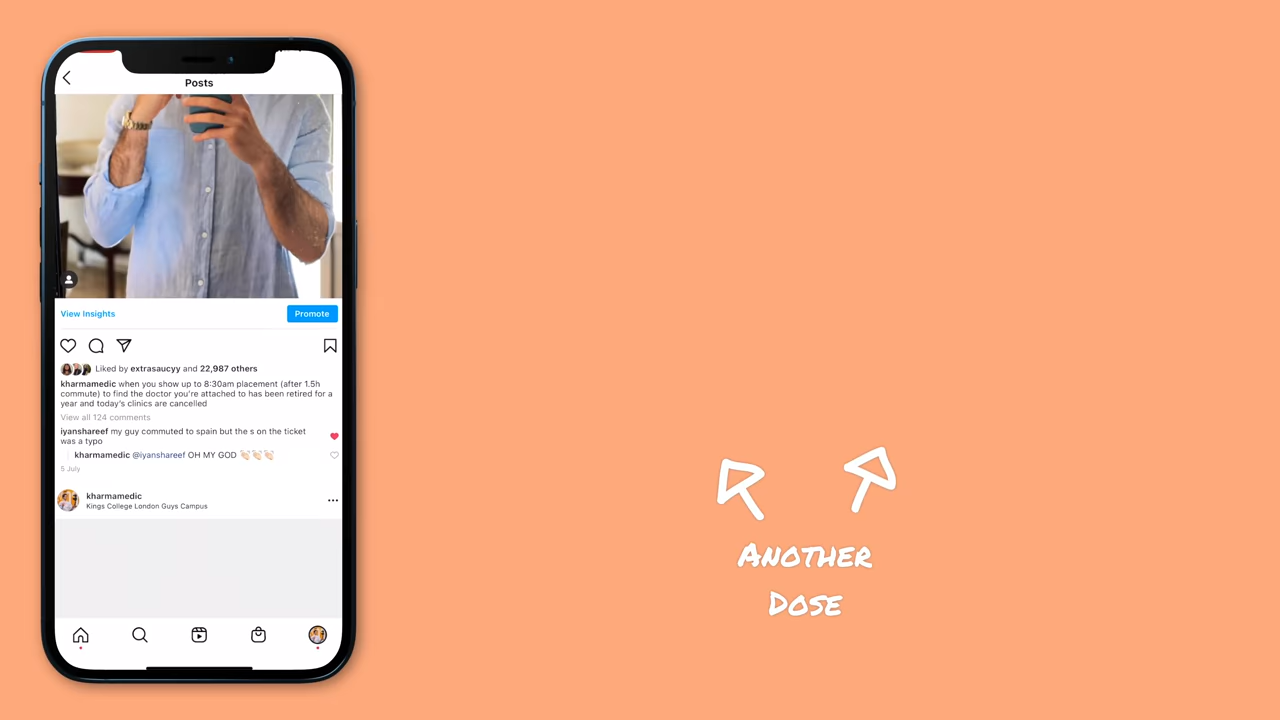 Posts
View Insights
Promote
Liked by extrasaucyy and 22,987 others
kharmamedic when you show up to 8:30am placement (after 1.5h
commute) to find the doctor you're attached to has been retired for a
year and today's clinics are cancelled
View all 124 comments
iyanshareef my guy commuted to spain but the s on the ticket
was a typo
kharmamedic @iyanshareef OH MY GOD 👏🏻👏🏻👏🏻
5 July
kharmamedic
Kings College London Guys Campus
ANOTHER
DOSE